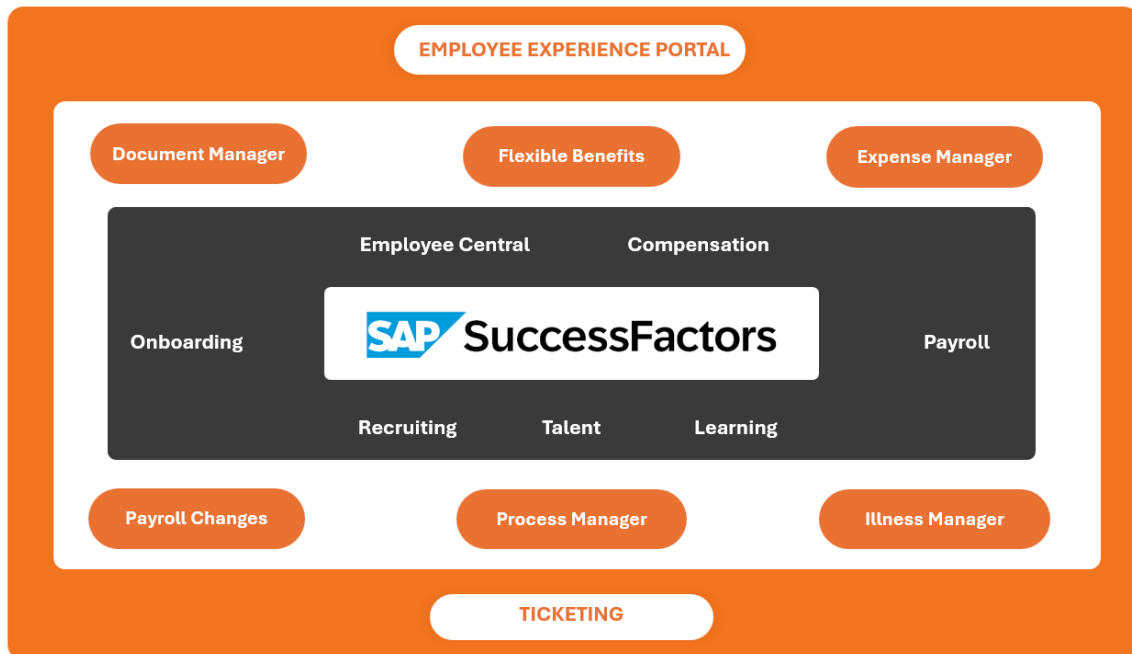 EMPLOYEE EXPERIENCE PORTAL
Document Manager
Flexible Benefits
Expense Manager
Employee Central
Compensation
Onboarding
SAP SuccessFactors
Payroll
Recruiting
Talent
Learning
Payroll Changes
Process Manager
Illness Manager
TICKETING